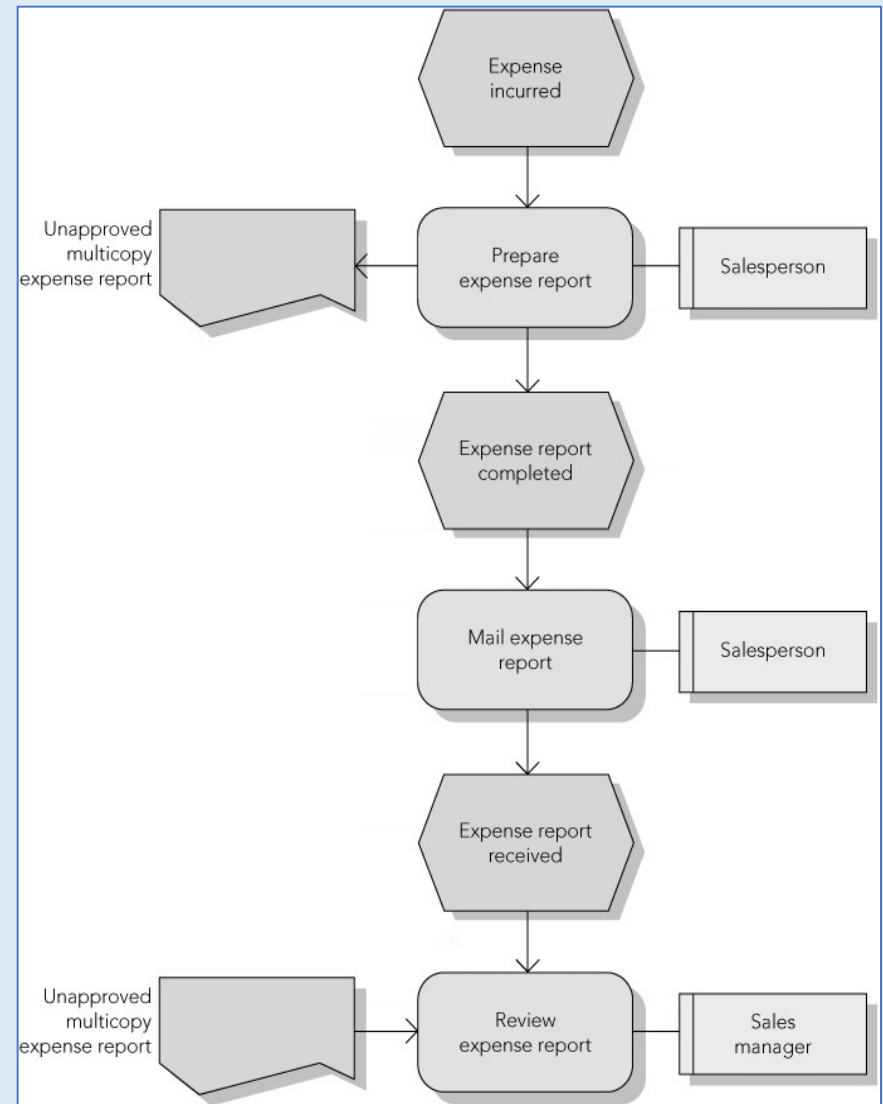 Expense
incurred
Unapproved
multicopy
expense report
Prepare
expense report
Salesperson
Expense report
completed
Mail expense
report
Salesperson
Expense report
received
Unapproved
multicopy
expense report
Review
expense report
Sales
manager